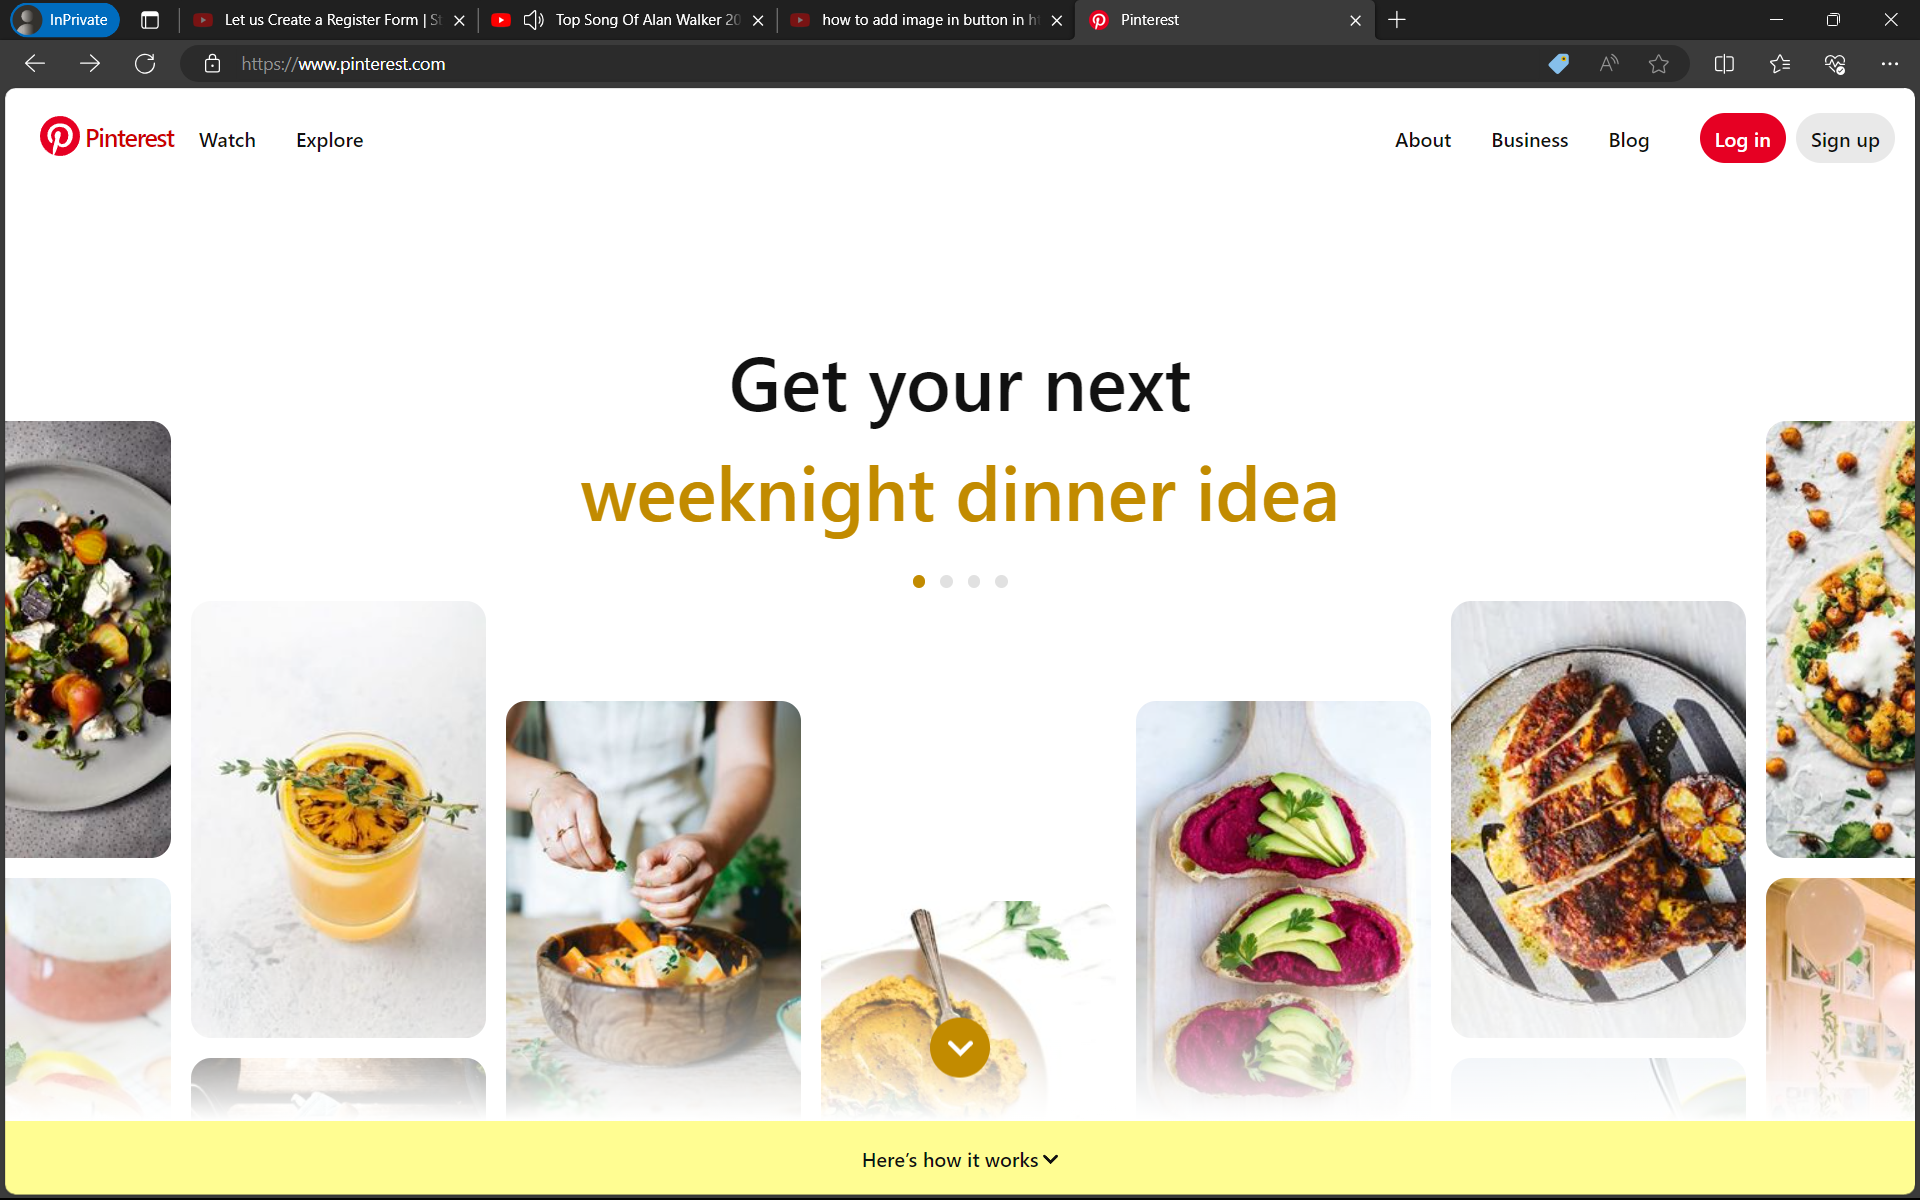 InPrivate
Let us Create a Register Form | St
Top Song Of Alan Walker 20
how to add image in button in ht
Pinterest
https://www.pinterest.com
Pinterest
Watch
Explore
About
Business
Blog
Log in
Sign up
Get your next
weeknight dinner idea
Here's how it works